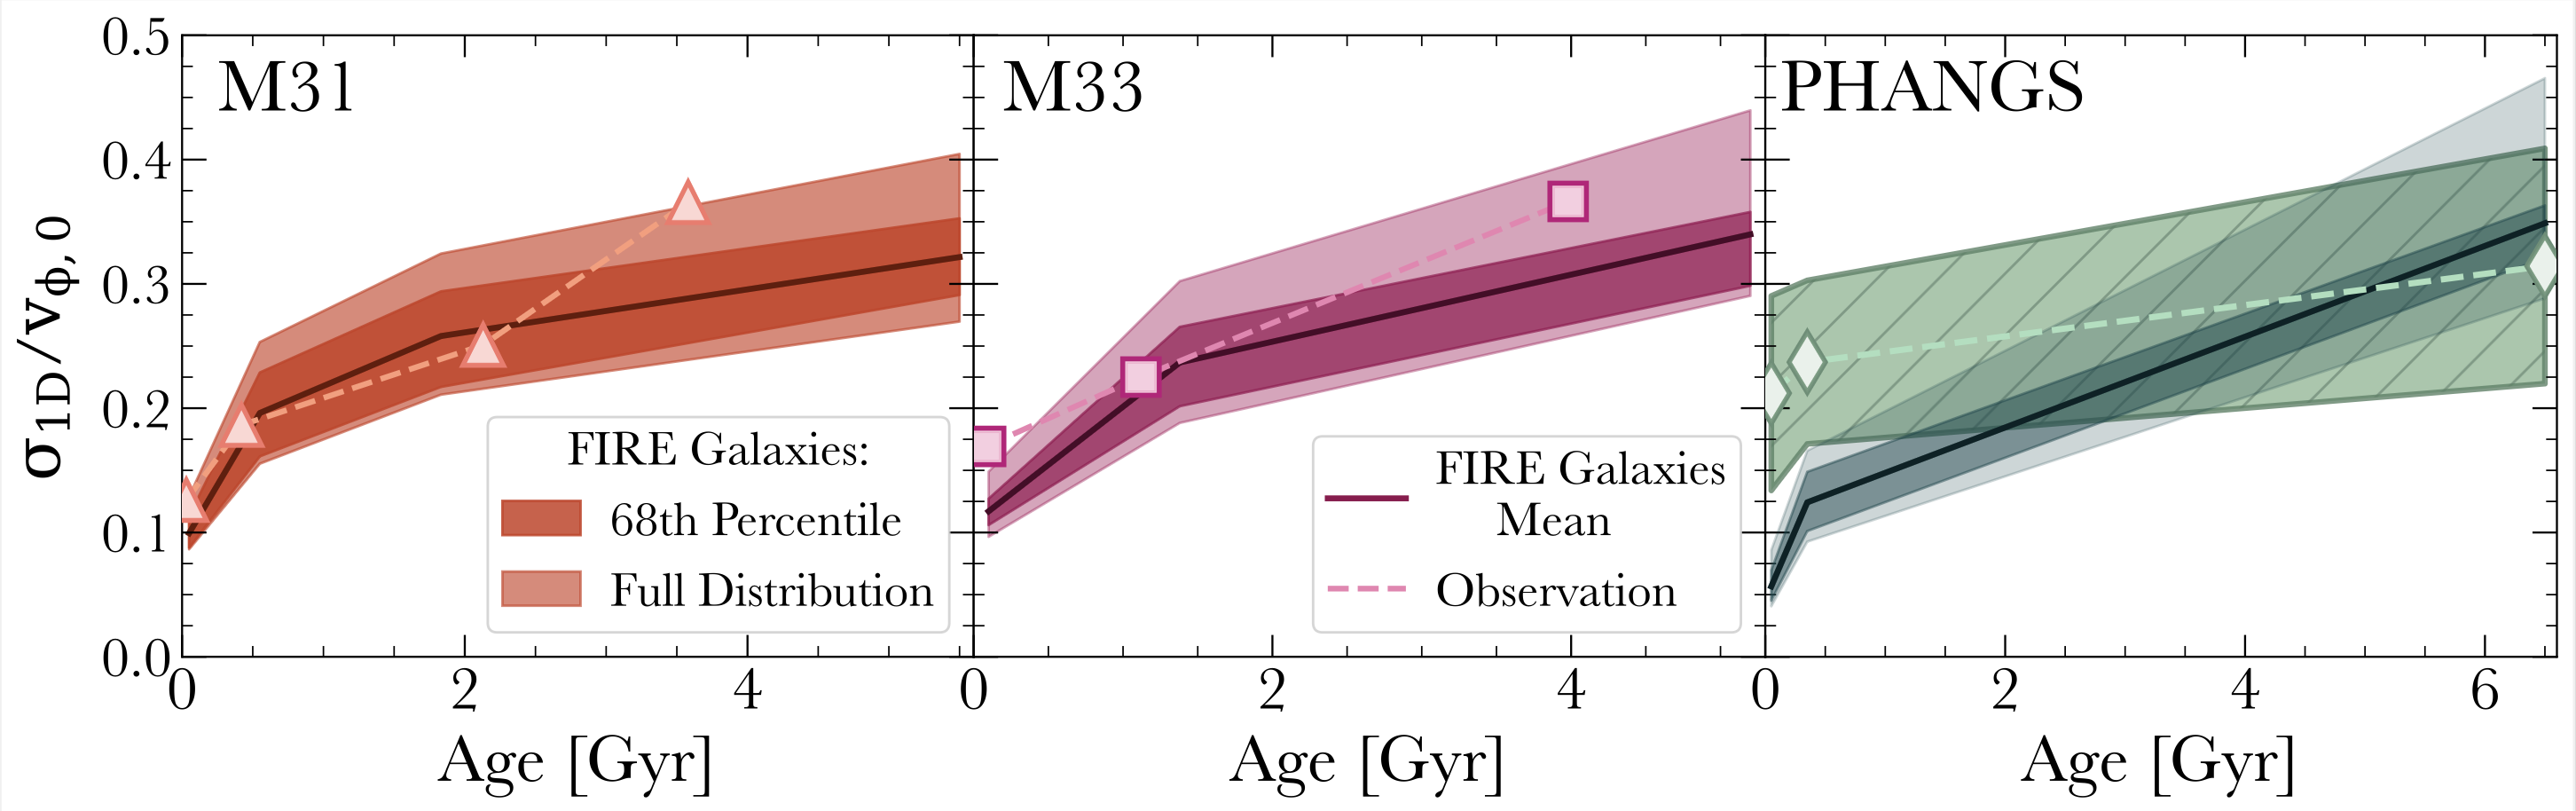 M31
M33
PHANGS
0.5
0.4
0.3
0.2
0.1
0.0
σ1D/vϕ,0
FIRE Galaxies:
68th Percentile
Full Distribution
FIRE Galaxies
Mean
Observation
0 2 4
0 2 4
0 2 4 6
Age [Gyr]
Age [Gyr]
Age [Gyr]